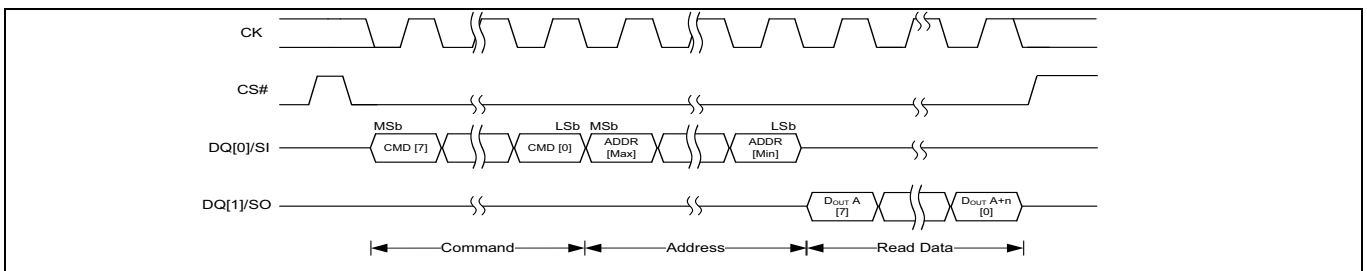 CK
CS#
MSb LSb MSb LSb
DQ[0]/SI CMD [7] CMD [0] ADDR [Max] ADDR [Min]
DQ[1]/SO DOUT A [7] DOUT A+n [0]
Command Address Read Data